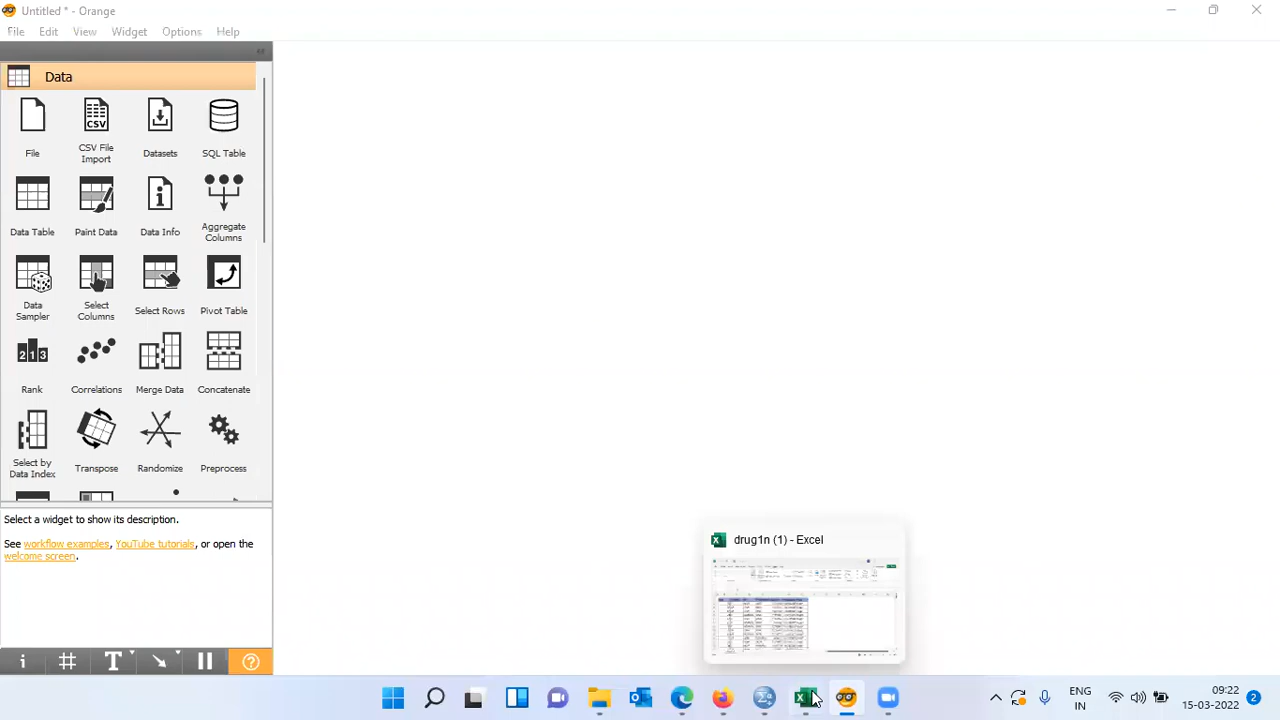 Untitled * - Orange
File Edit View Widget Options Help
Data
File CSV File Import Datasets SQL Table
Data Table Paint Data Data Info Aggregate Columns
Data Sampler Select Columns Select Rows Pivot Table
Rank Correlations Merge Data Concatenate
Select by Data Index Transpose Randomize Preprocess
Select a widget to show its description.
See workflow examples, YouTube tutorials, or open the
welcome screen.
drug1n (1) - Excel
ENG
IN
09:22
15-03-2022
2